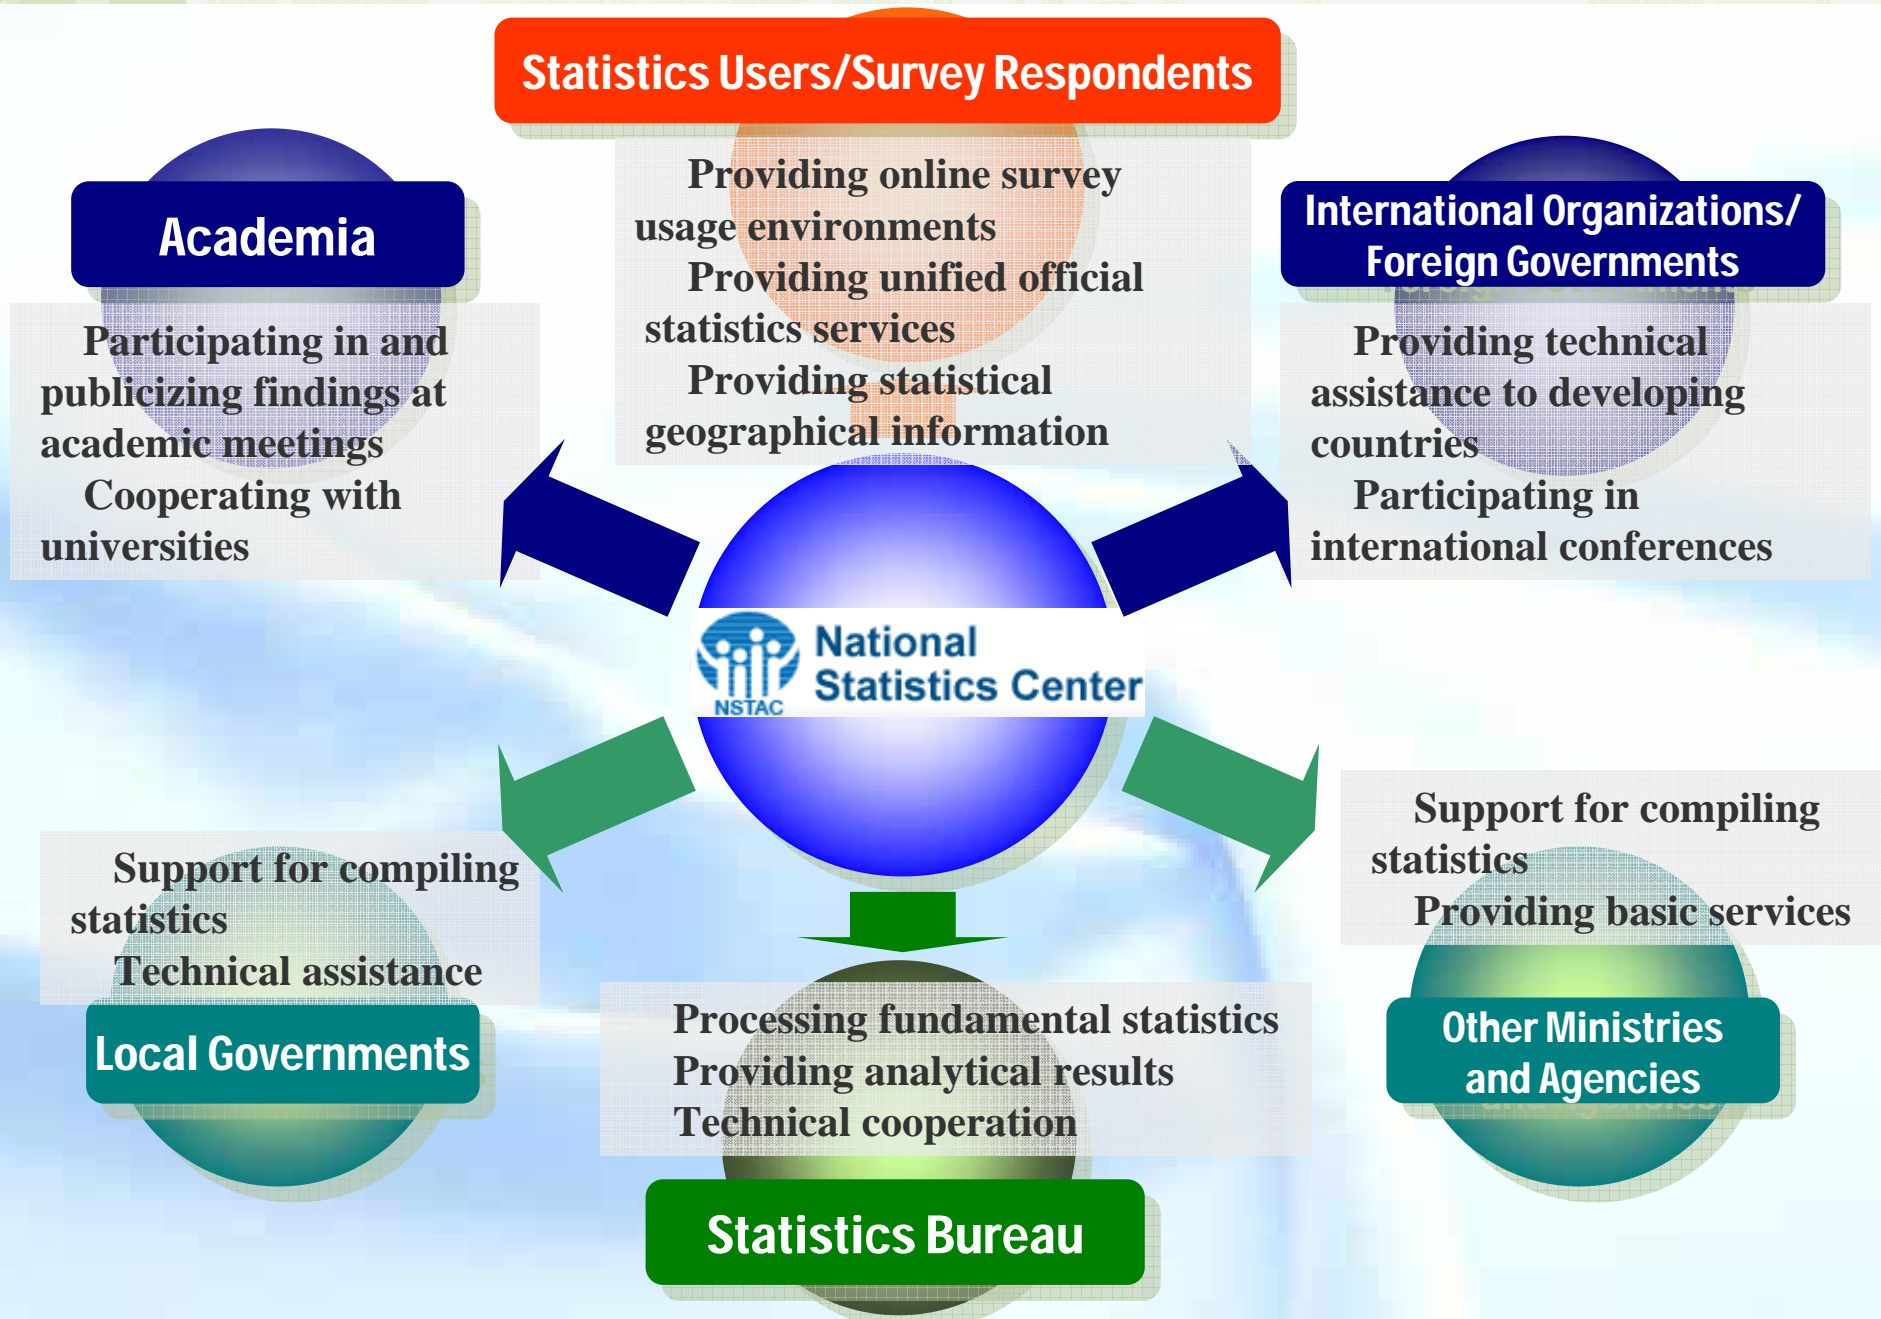 Statistics Users/Survey Respondents
Providing online survey
usage environments
Providing unified official
statistics services
Providing statistical
geographical information
Academia
Participating in and
publicizing findings at
academic meetings
Cooperating with
universities
International Organizations/
Foreign Governments
Providing technical
assistance to developing
countries
Participating in
international conferences
National
Statistics Center
NSTAC
Support for compiling
statistics
Technical assistance
Local Governments
Processing fundamental statistics
Providing analytical results
Technical cooperation
Statistics Bureau
Support for compiling
statistics
Providing basic services
Other Ministries
and Agencies